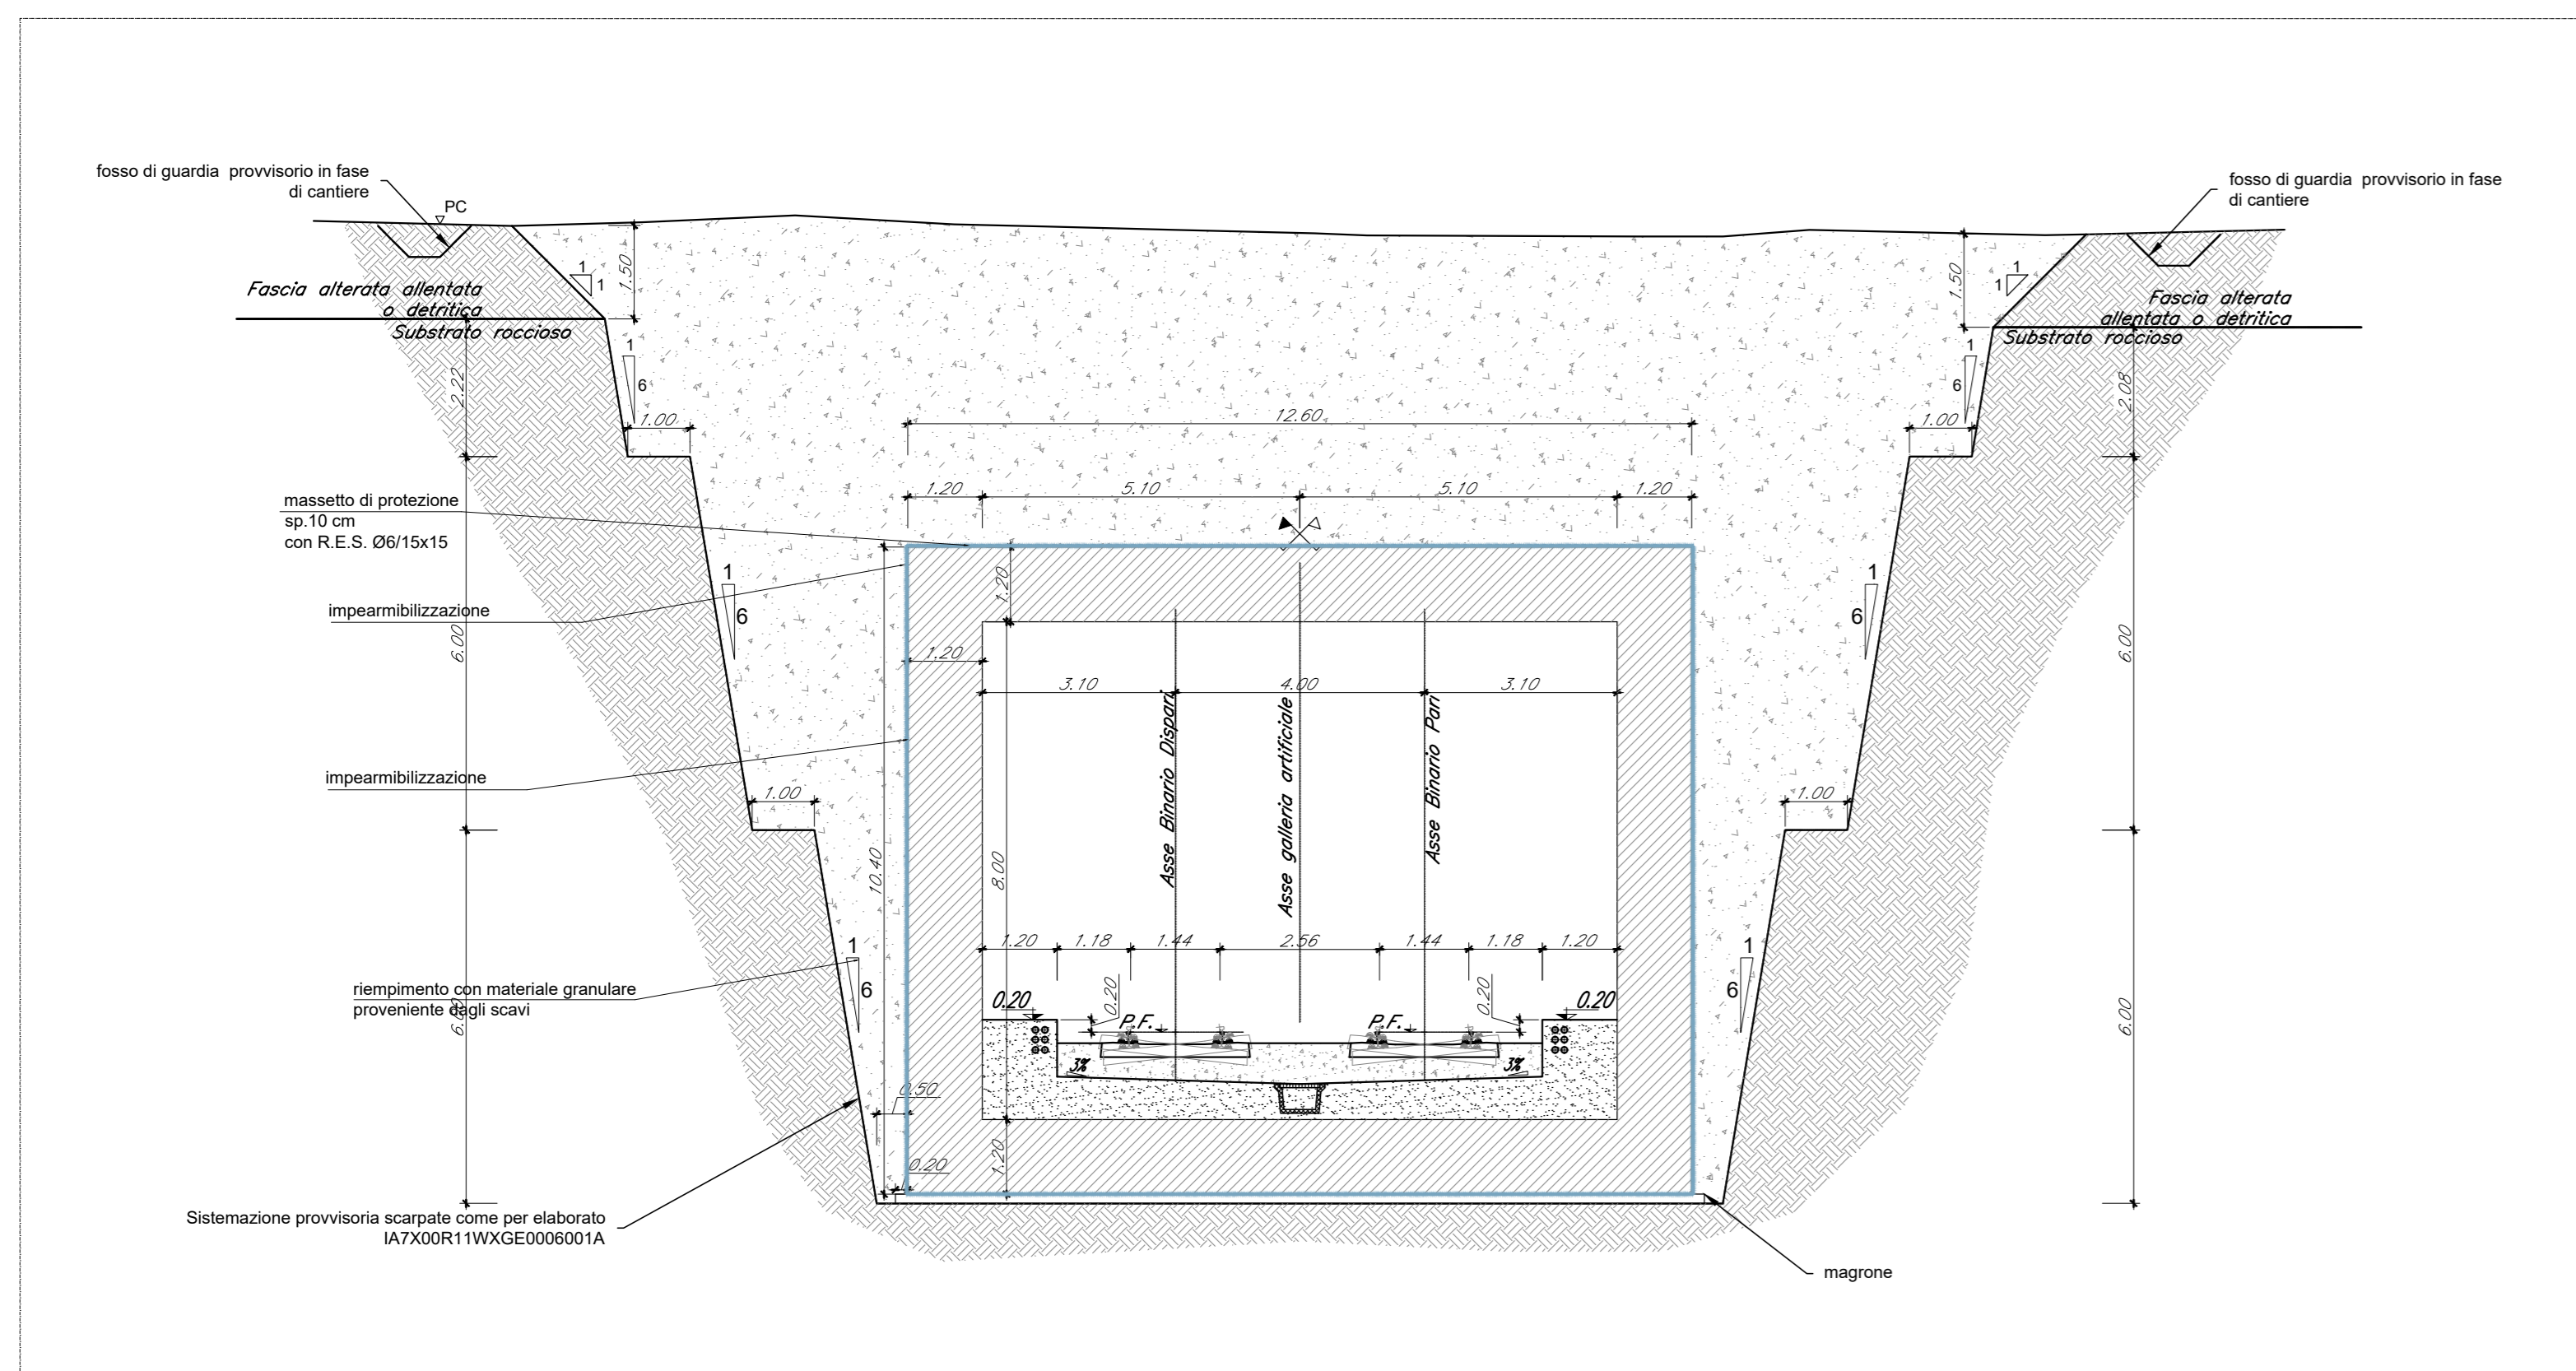 fosso di guardia provvisorio in fase
di cantiere
PC
fosso di guardia provvisorio in fase
di cantiere
1
1
1.50
1.50
1
1
Fascia alterata allentata
o detritica
Substrato roccioso
Fascia alterata
allentata o detritica
Substrato roccioso
1
6
2.22
1.00
12.60
1.00
1
6
2.08
massetto di protezione
sp.10 cm
con R.E.S. Ø6/15x15
1.20
5.10
5.10
1.20
1
6
1.20
1
6
impearmibilizzazione
6.00
1.20
6.00
3.10
4.00
3.10
Asse Binario Dispari
Asse galleria artificiale
Asse Binario Pari
impearmibilizzazione
1.00
1.00
10.40
8.00
1.20
1.18
1.44
2.56
1.44
1.18
1.20
1
6
1
6
riempimento con materiale granulare
proveniente dagli scavi
6.00
6.00
0.20
0.20
0.20
0.20
P.F.
P.F.
3%
3%
0.50
0.20
1.20
Sistemazione provvisoria scarpate come per elaborato
IA7X00R11WXGE0006001A
magrone